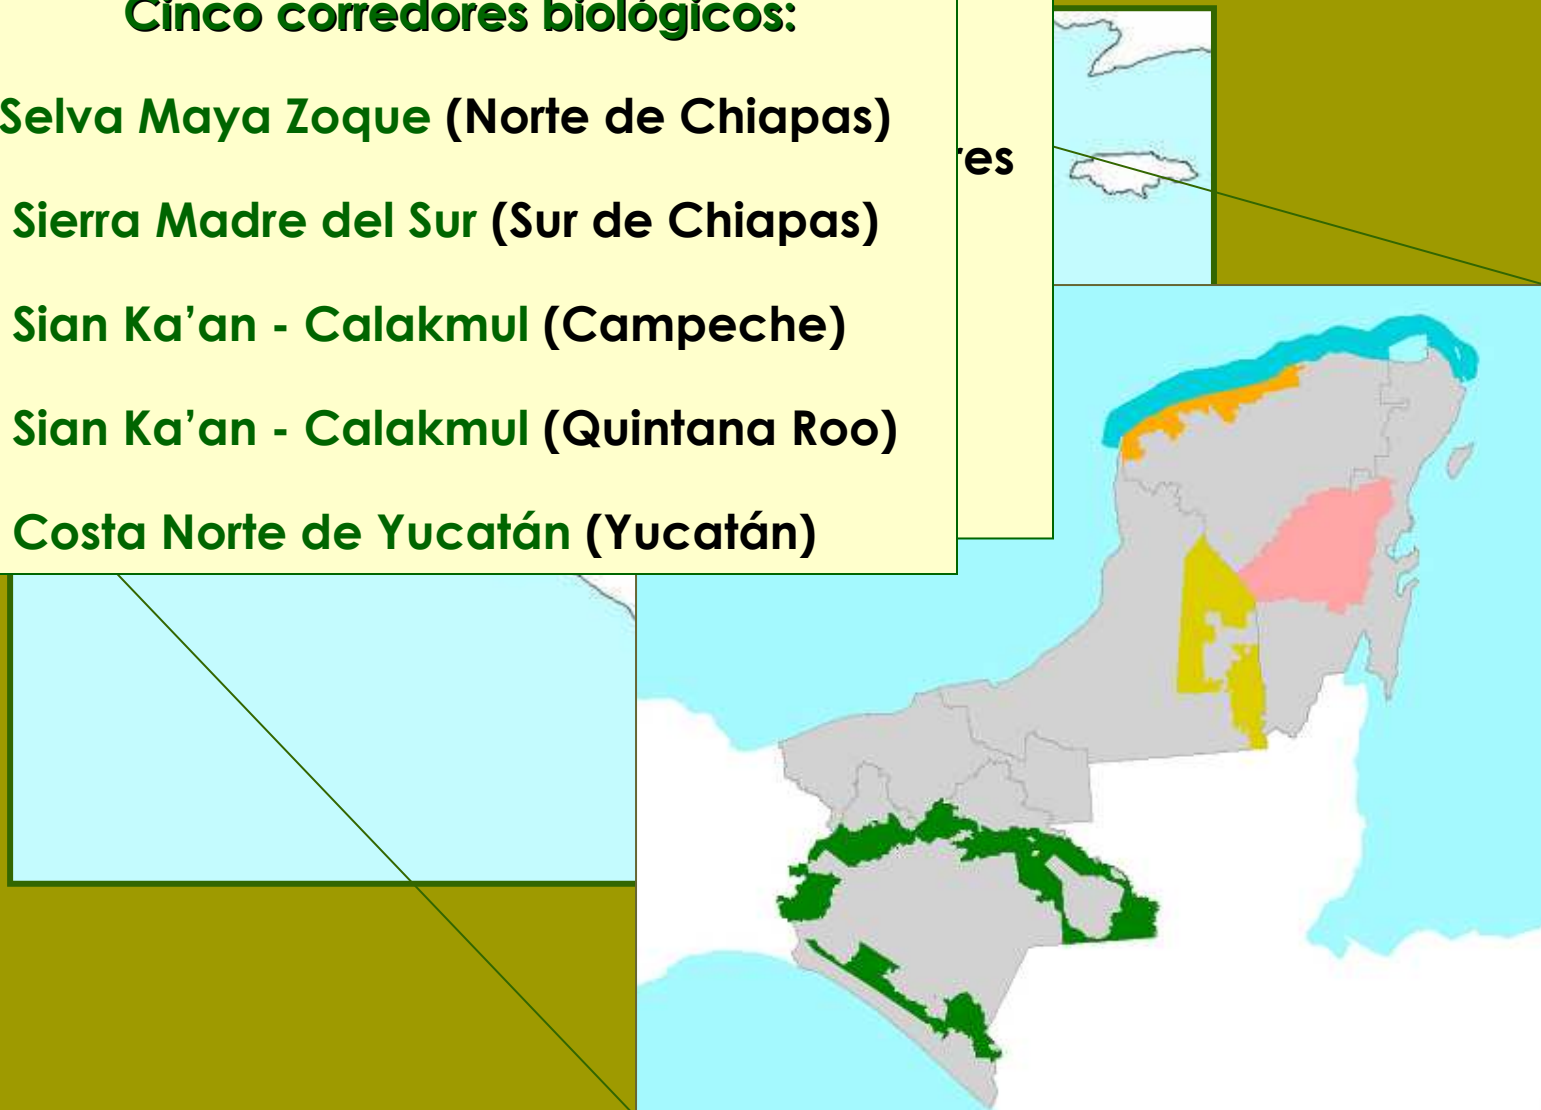 Cinco corredores biológicos:
Selva Maya Zoque (Norte de Chiapas)
res
Sierra Madre del Sur (Sur de Chiapas)
Sian Ka’an - Calakmul (Campeche)
Sian Ka’an - Calakmul (Quintana Roo)
Costa Norte de Yucatán (Yucatán)